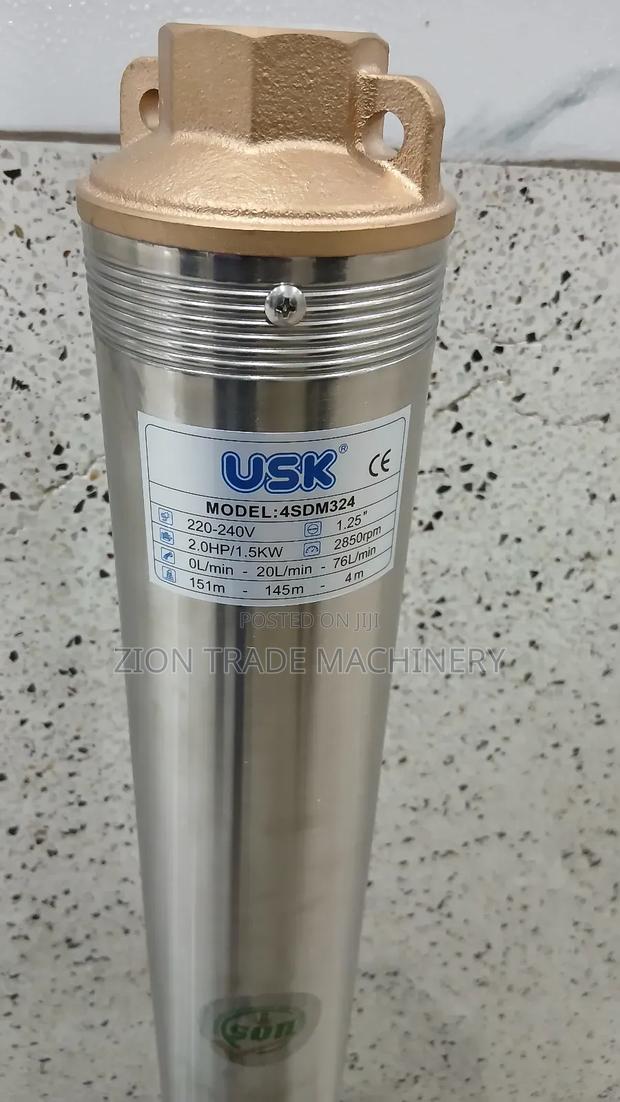 USK®
CE
MODEL:4SDM324
220-240V 1.25"
2.0HP/1.5KW 2850rpm
0L/min - 20L/min - 76L/min
151m - 145m - 4m
POSTED ON JIJI
ZION TRADE MACHINERY
son